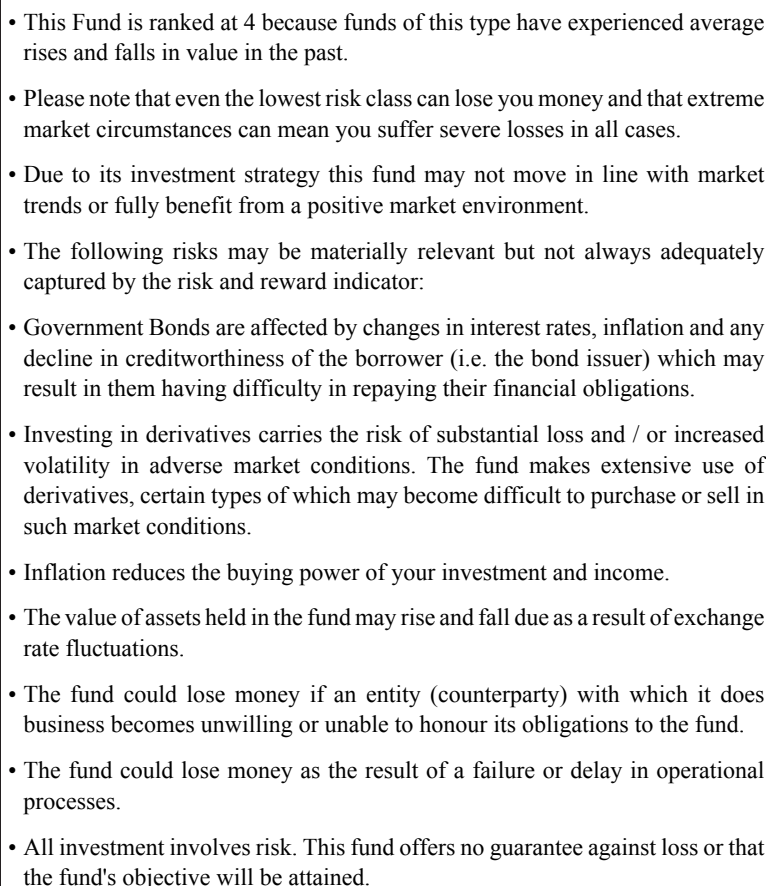 • This Fund is ranked at 4 because funds of this type have experienced average
rises and falls in value in the past.
• Please note that even the lowest risk class can lose you money and that extreme
market circumstances can mean you suffer severe losses in all cases.
• Due to its investment strategy this fund may not move in line with market
trends or fully benefit from a positive market environment.
• The following risks may be materially relevant but not always adequately
captured by the risk and reward indicator:
• Government Bonds are affected by changes in interest rates, inflation and any
decline in creditworthiness of the borrower (i.e. the bond issuer) which may
result in them having difficulty in repaying their financial obligations.
• Investing in derivatives carries the risk of substantial loss and / or increased
volatility in adverse market conditions. The fund makes extensive use of
derivatives, certain types of which may become difficult to purchase or sell in
such market conditions.
• Inflation reduces the buying power of your investment and income.
• The value of assets held in the fund may rise and fall due as a result of exchange
rate fluctuations.
• The fund could lose money if an entity (counterparty) with which it does
business becomes unwilling or unable to honour its obligations to the fund.
• The fund could lose money as the result of a failure or delay in operational
processes.
• All investment involves risk. This fund offers no guarantee against loss or that
the fund's objective will be attained.